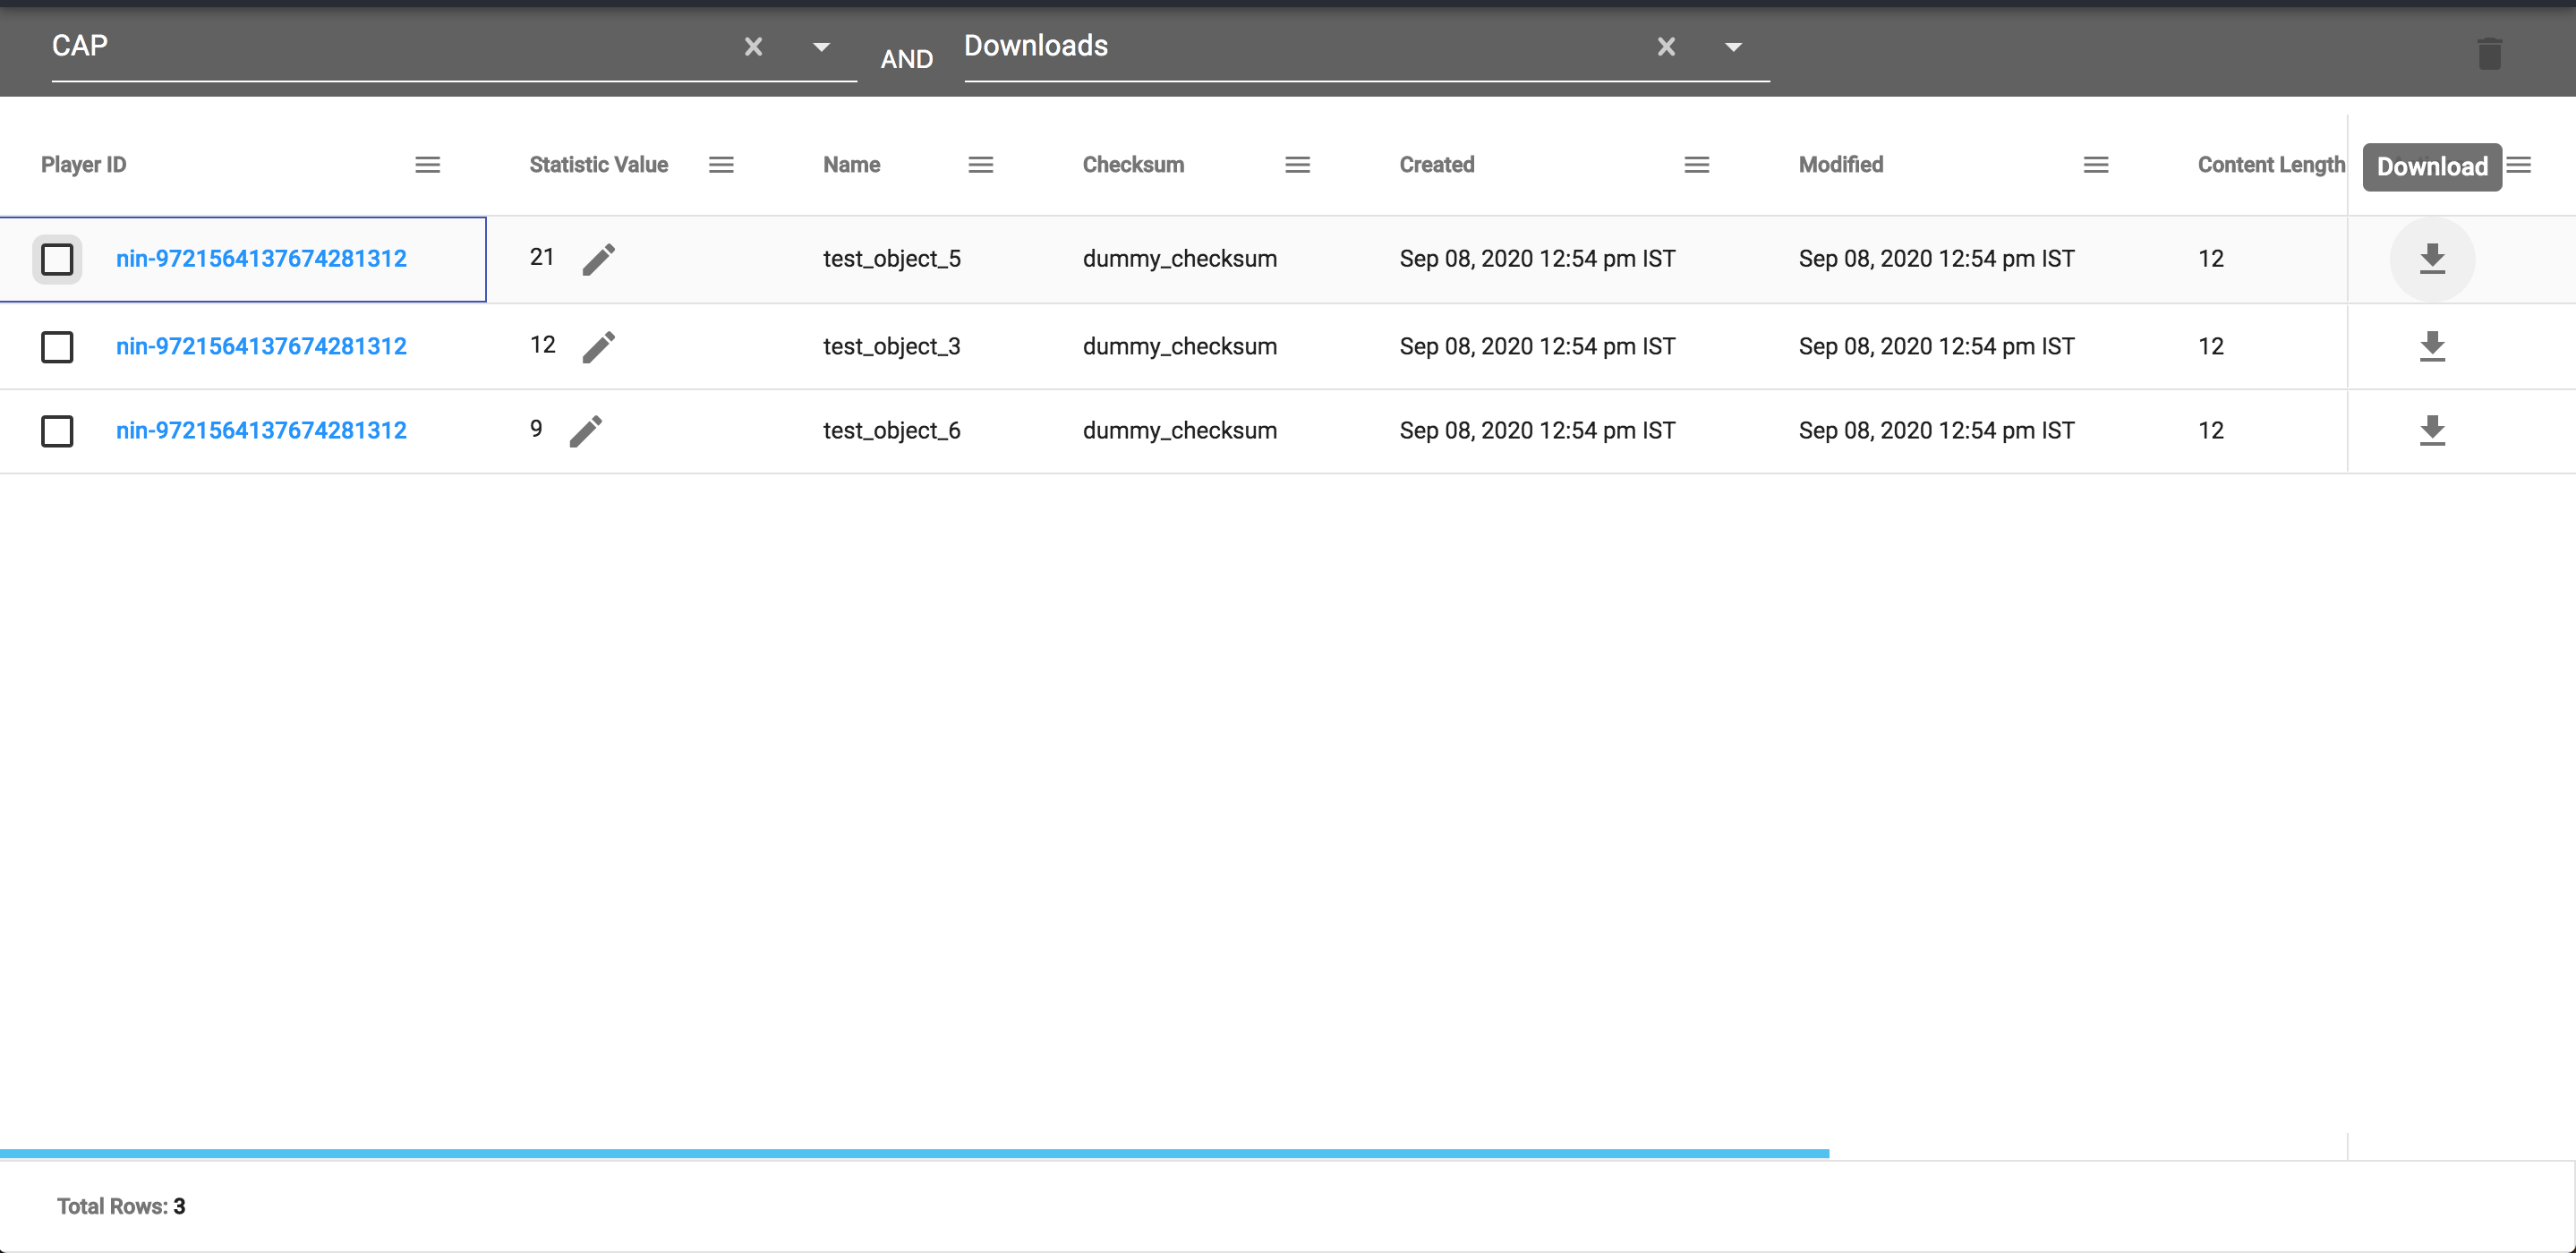 CAP AND Downloads
Player ID Statistic Value Name Checksum Created Modified Content Length Download
nin-9721564137674281312 21 test_object_5 dummy_checksum Sep 08, 2020 12:54 pm IST Sep 08, 2020 12:54 pm IST 12
nin-9721564137674281312 12 test_object_3 dummy_checksum Sep 08, 2020 12:54 pm IST Sep 08, 2020 12:54 pm IST 12
nin-9721564137674281312 9 test_object_6 dummy_checksum Sep 08, 2020 12:54 pm IST Sep 08, 2020 12:54 pm IST 12
Total Rows: 3